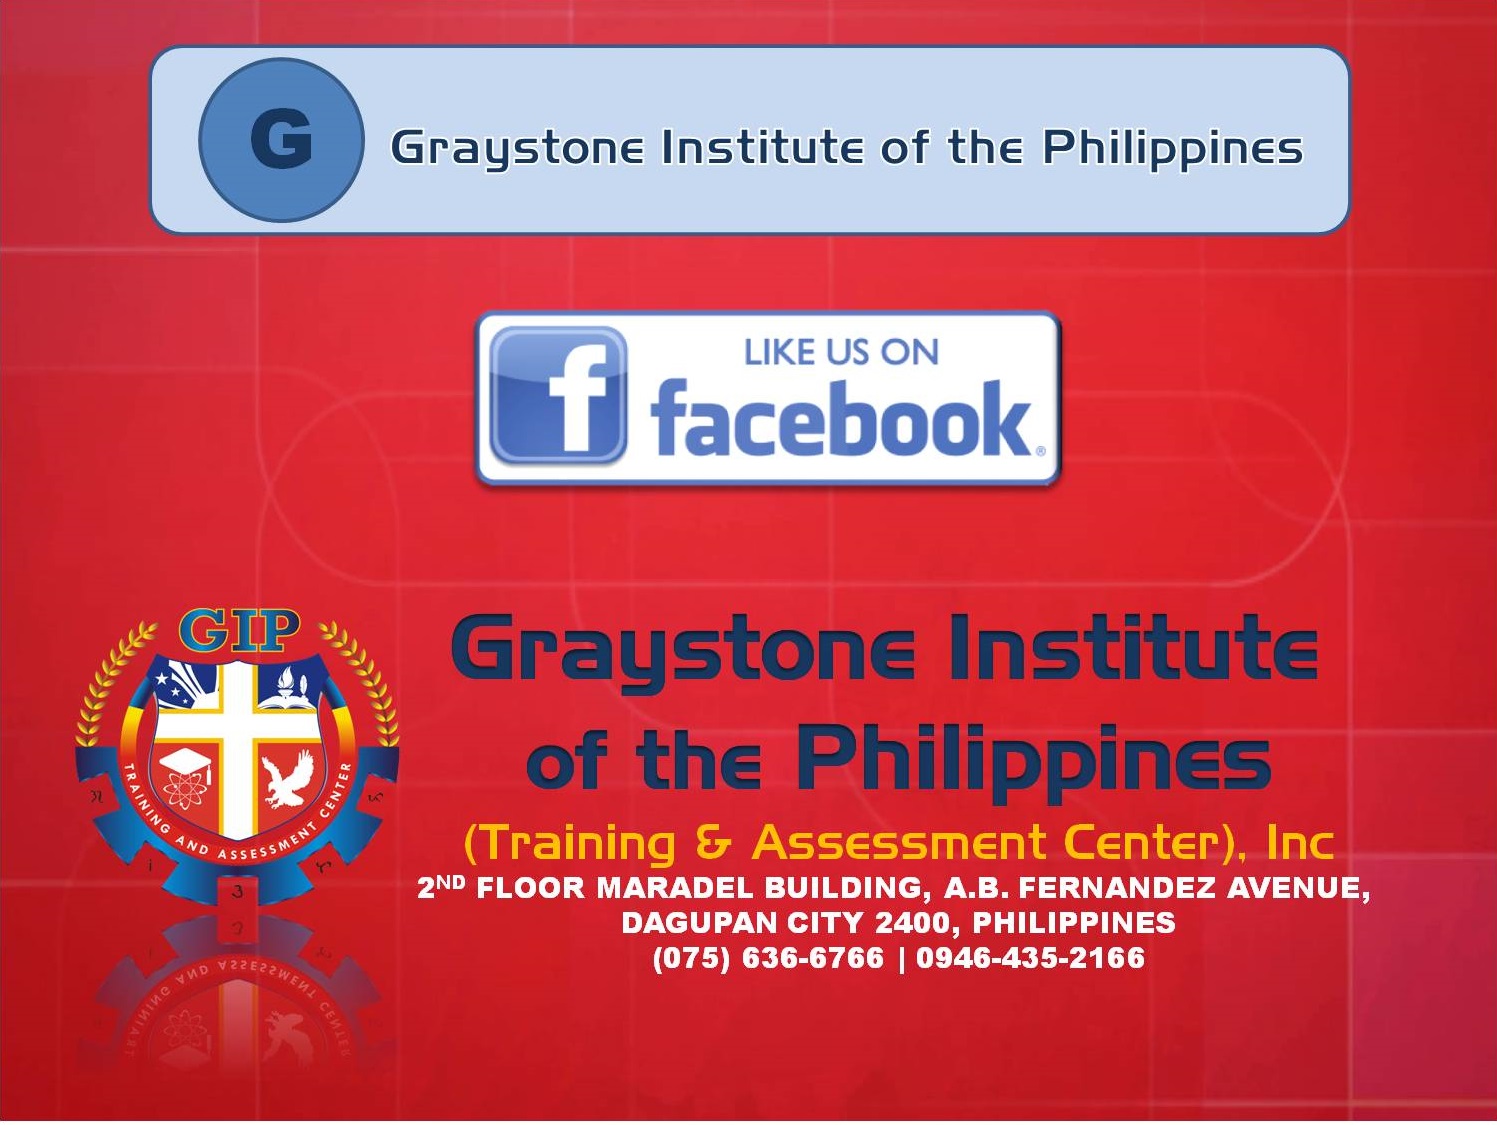 G
Graystone Institute of the Philippines
f
LIKE US ON
facebook®
GIP
TRAINING AND ASSESSMENT CENTER
Graystone Institute
of the Philippines
(Training & Assessment Center), Inc
2ND FLOOR MARADEL BUILDING, A.B. FERNANDEZ AVENUE,
DAGUPAN CITY 2400, PHILIPPINES
(075) 636-6766 | 0946-435-2166